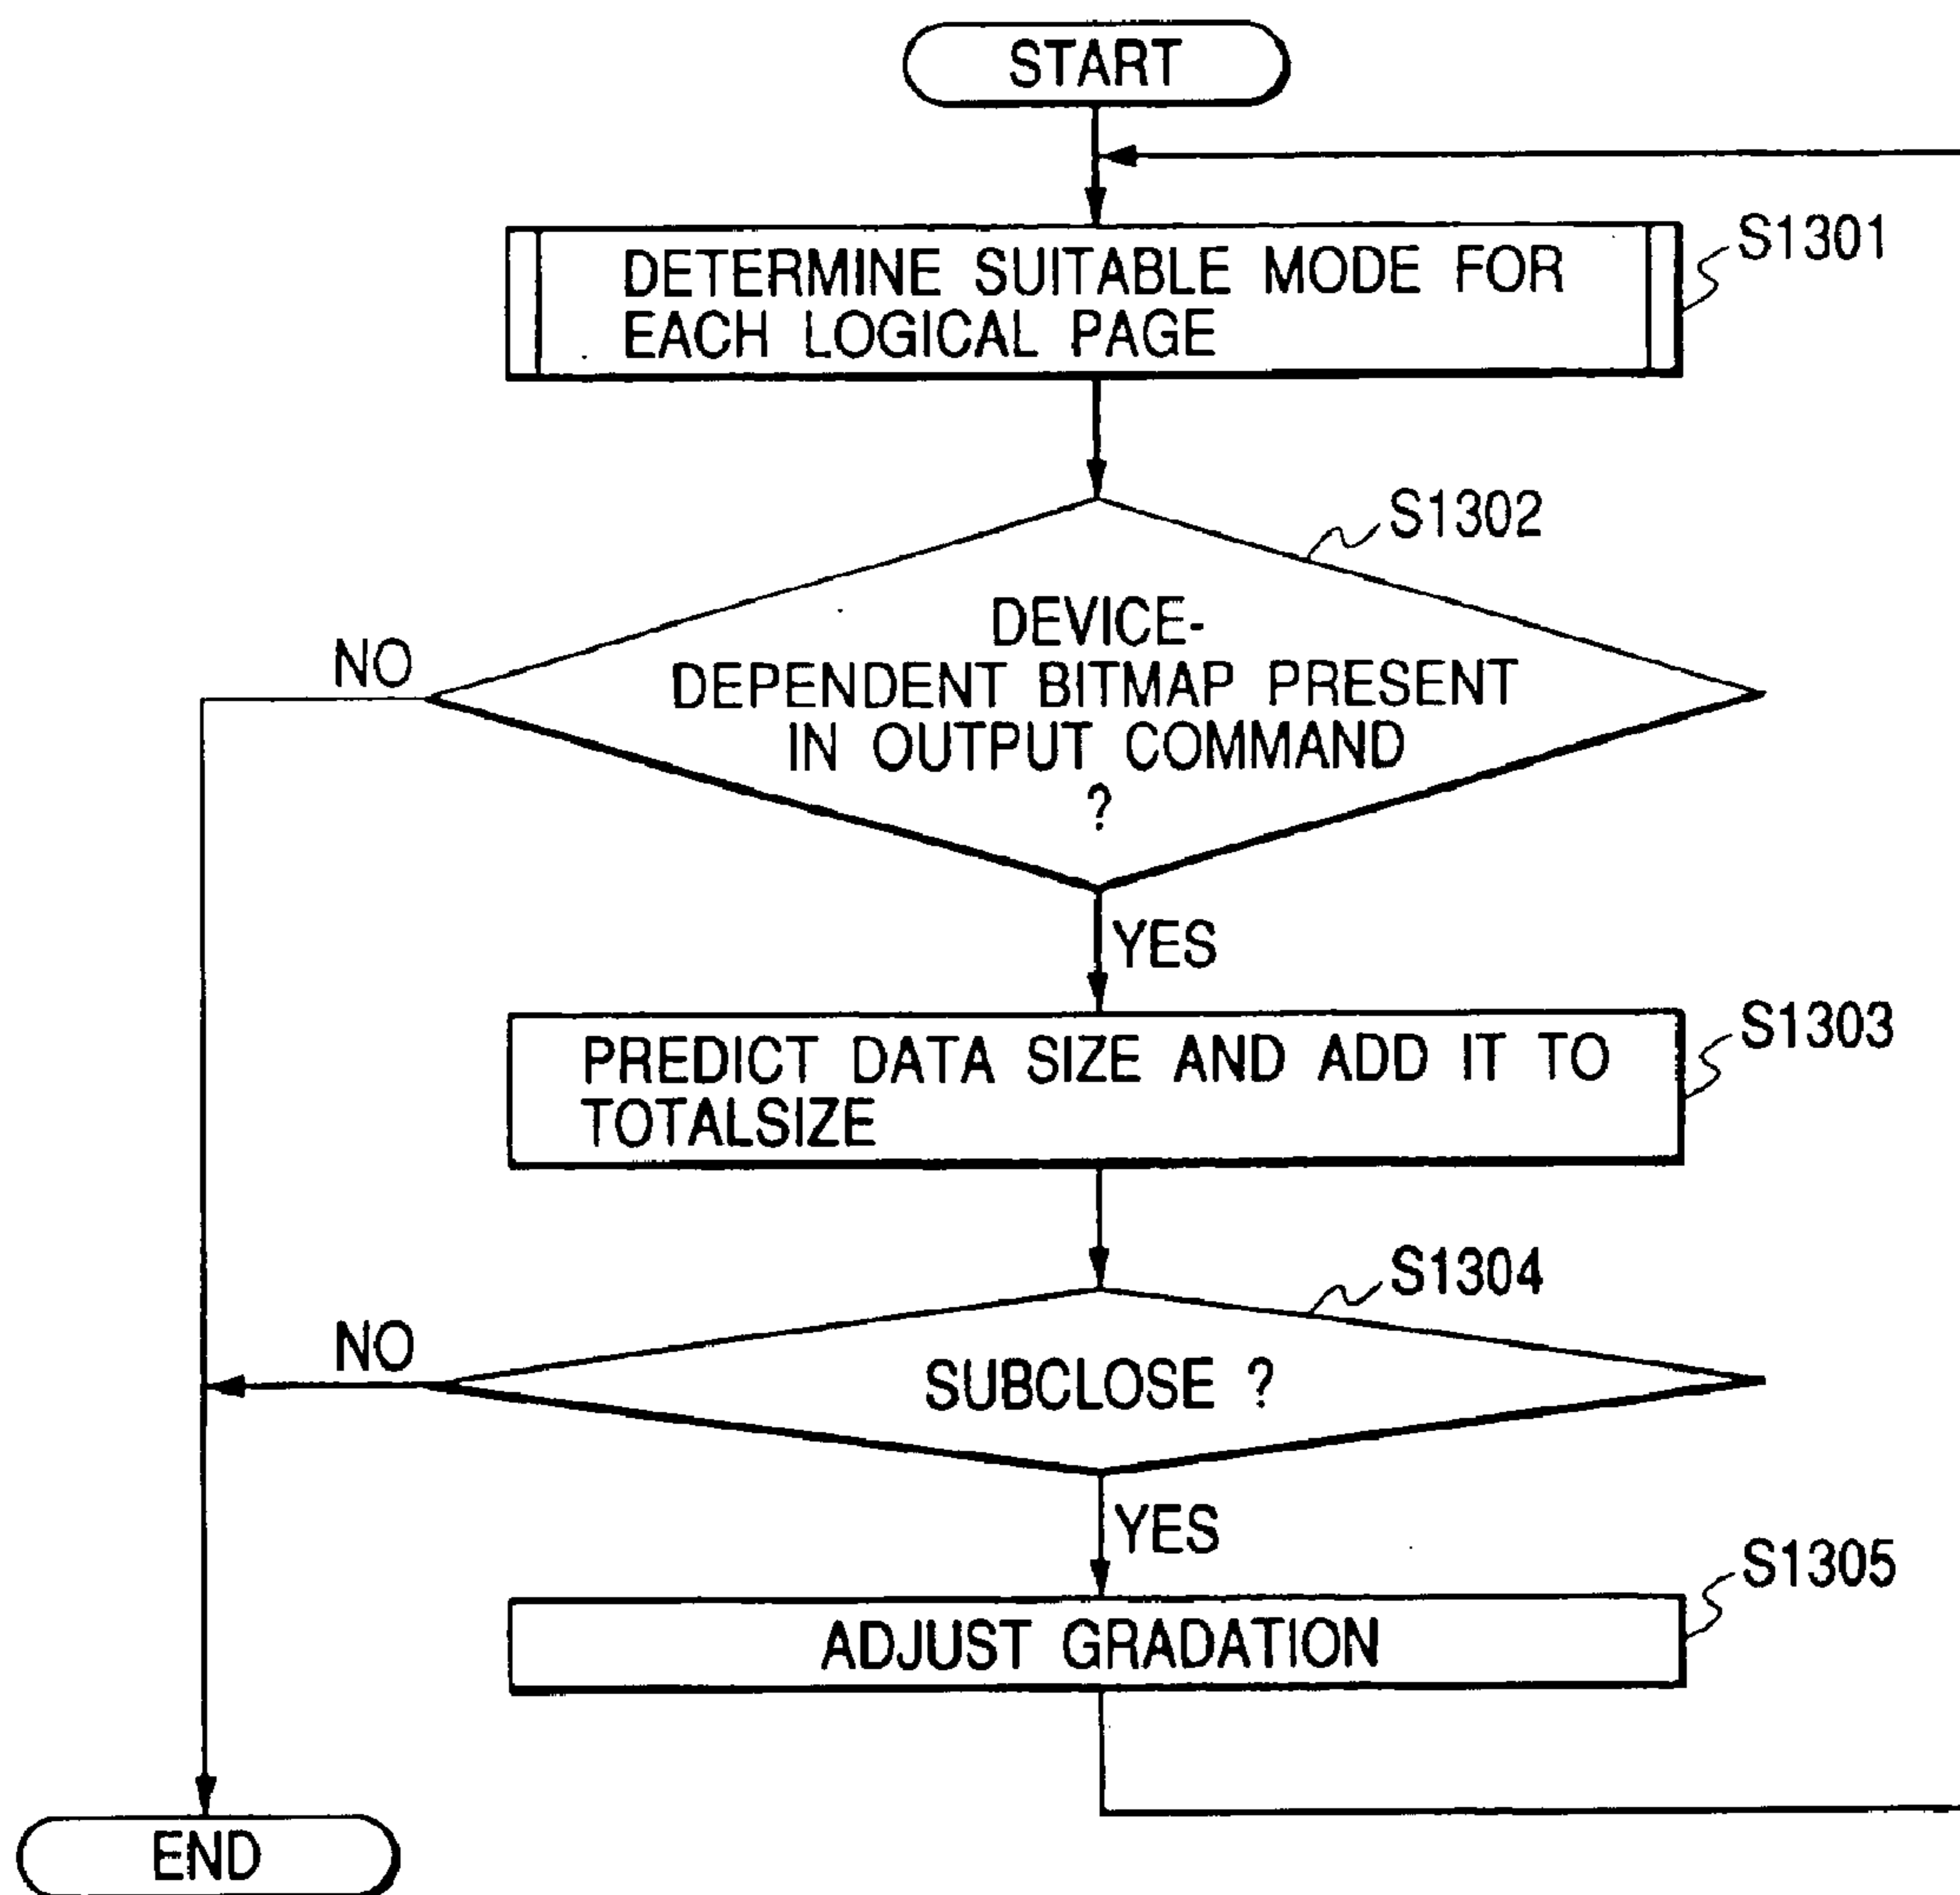 START
S1301
DETERMINE SUITABLE MODE FOR
EACH LOGICAL PAGE
S1302
DEVICE-
DEPENDENT BITMAP PRESENT
IN OUTPUT COMMAND
?
NO
YES
S1303
PREDICT DATA SIZE AND ADD IT TO
TOTALSIZE
S1304
SUBCLOSE ?
NO
YES
S1305
ADJUST GRADATION
END